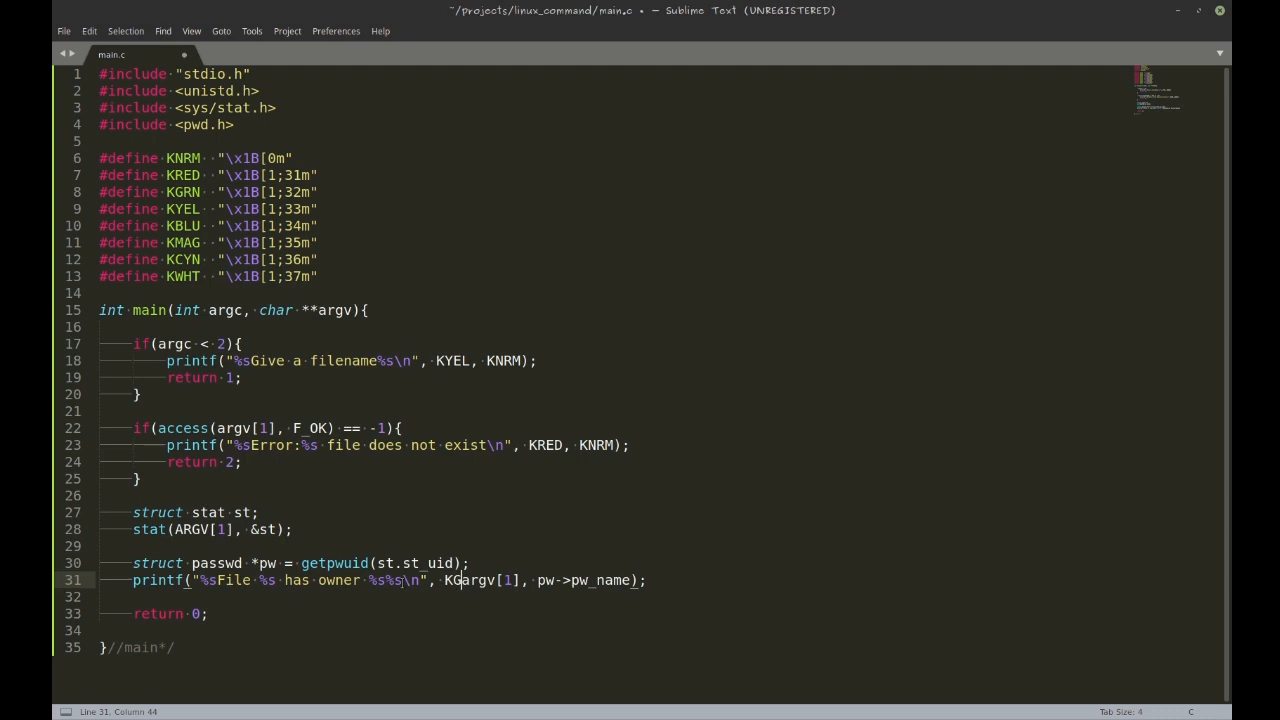 ~/projects/linux_command/main.c • — Sublime Text (UNREGISTERED)
File Edit Selection Find View Goto Tools Project Preferences Help
main.c
1 #include "stdio.h"
2 #include <unistd.h>
3 #include <sys/stat.h>
4 #include <pwd.h>
5
6 #define KNRM  "\x1B[0m"
7 #define KRED  "\x1B[1;31m"
8 #define KGRN  "\x1B[1;32m"
9 #define KYEL  "\x1B[1;33m"
10 #define KBLU  "\x1B[1;34m"
11 #define KMAG  "\x1B[1;35m"
12 #define KCYN  "\x1B[1;36m"
13 #define KWHT  "\x1B[1;37m"
14
15 int main(int argc, char **argv){
16
17     if(argc < 2){
18         printf("%sGive a filename%s\n", KYEL, KNRM);
19         return 1;
20     }
21
22     if(access(argv[1], F_OK) == -1){
23         printf("%sError:%s file does not exist\n", KRED, KNRM);
24         return 2;
25     }
26
27     struct stat st;
28     stat(ARGV[1], &st);
29
30     struct passwd *pw = getpwuid(st.st_uid);
31     printf("%sFile %s has owner %s%s\n", KGargv[1], pw->pw_name);
32
33     return 0;
34
35 }//main*/
Line 31, Column 44 Tab Size: 4 C